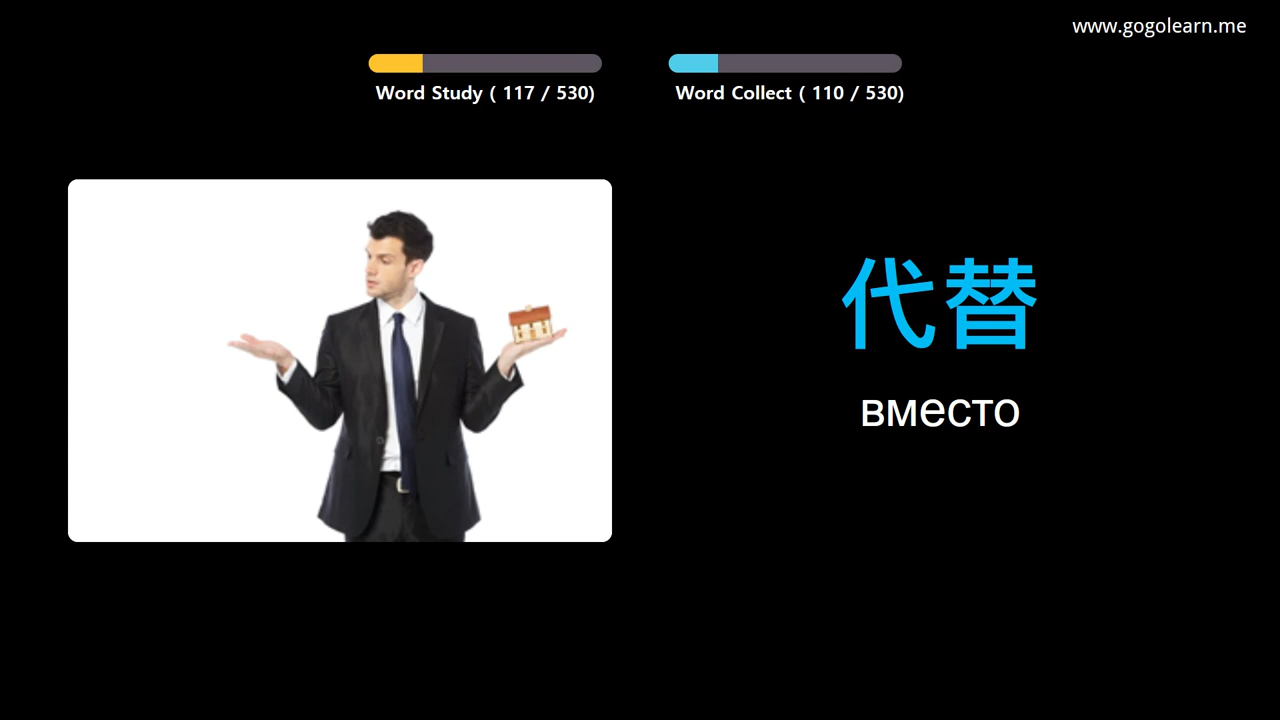 www.gogolearn.me
Word Study ( 117 / 530)
Word Collect ( 110 / 530)
代替
вместо